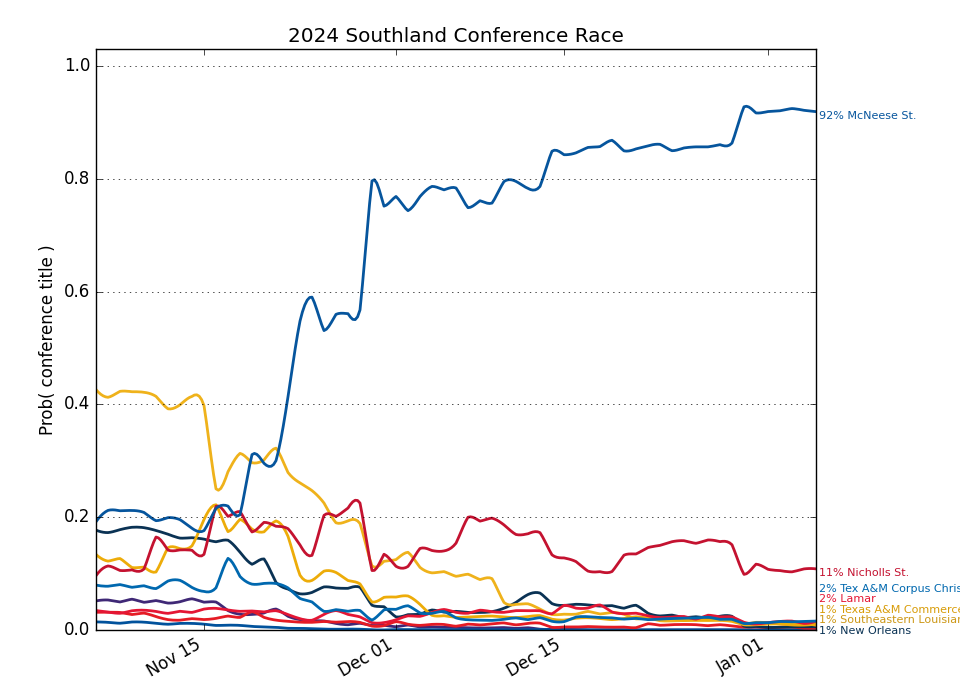 2024 Southland Conference Race
Prob( conference title )
1.0
0.8
0.6
0.4
0.2
0.0
Nov 15
Dec 01
Dec 15
Jan 01
92% McNeese St.
11% Nicholls St.
2% Tex A&M Corpus Chris
2% Lamar
1% Texas A&M Commerce
1% Southeastern Louisian
1% New Orleans